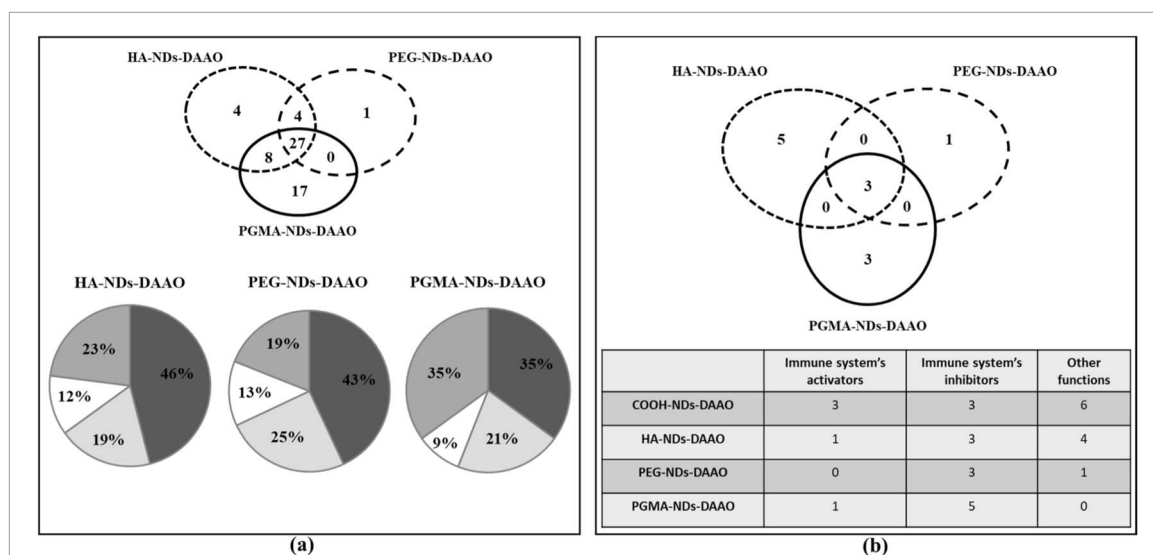 HA-NDs-DAAO
PEG-NDs-DAAO
4
4
1
27
8
0
17
PGMA-NDs-DAAO
HA-NDs-DAAO
PEG-NDs-DAAO
PGMA-NDs-DAAO
23%
46%
12%
19%
19%
43%
13%
25%
35%
35%
9%
21%
(a)
HA-NDs-DAAO
PEG-NDs-DAAO
5
0
1
3
0
0
3
PGMA-NDs-DAAO
Immune system's activators
Immune system's inhibitors
Other functions
COOH-NDs-DAAO 3 3 6
HA-NDs-DAAO 1 3 4
PEG-NDs-DAAO 0 3 1
PGMA-NDs-DAAO 1 5 0
(b)